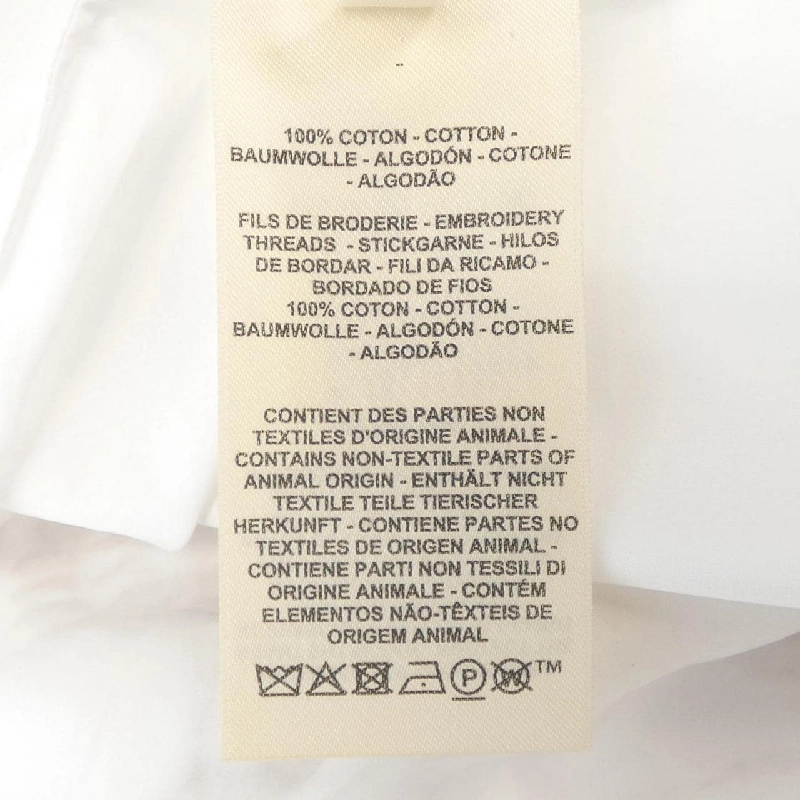 100% COTON - COTTON -
BAUMWOLLE - ALGODÓN - COTONE
- ALGODÃO
FILS DE BRODERIE - EMBROIDERY
THREADS - STICKGARNE - HILOS
DE BORDAR - FILI DA RICAMO -
BORDADO DE FIOS
100% COTON - COTTON -
BAUMWOLLE - ALGODÓN - COTONE
- ALGODÃO
CONTIENT DES PARTIES NON
TEXTILES D'ORIGINE ANIMALE -
CONTAINS NON-TEXTILE PARTS OF
ANIMAL ORIGIN - ENTHÄLT NICHT
TEXTILE TEILE TIERISCHER
HERKUNFT - CONTIENE PARTES NO
TEXTILES DE ORIGEN ANIMAL -
CONTIENE PARTI NON TESSILI DI
ORIGINE ANIMALE - CONTÉM
ELEMENTOS NÃO-TÊXTEIS DE
ORIGEM ANIMAL
P W ™